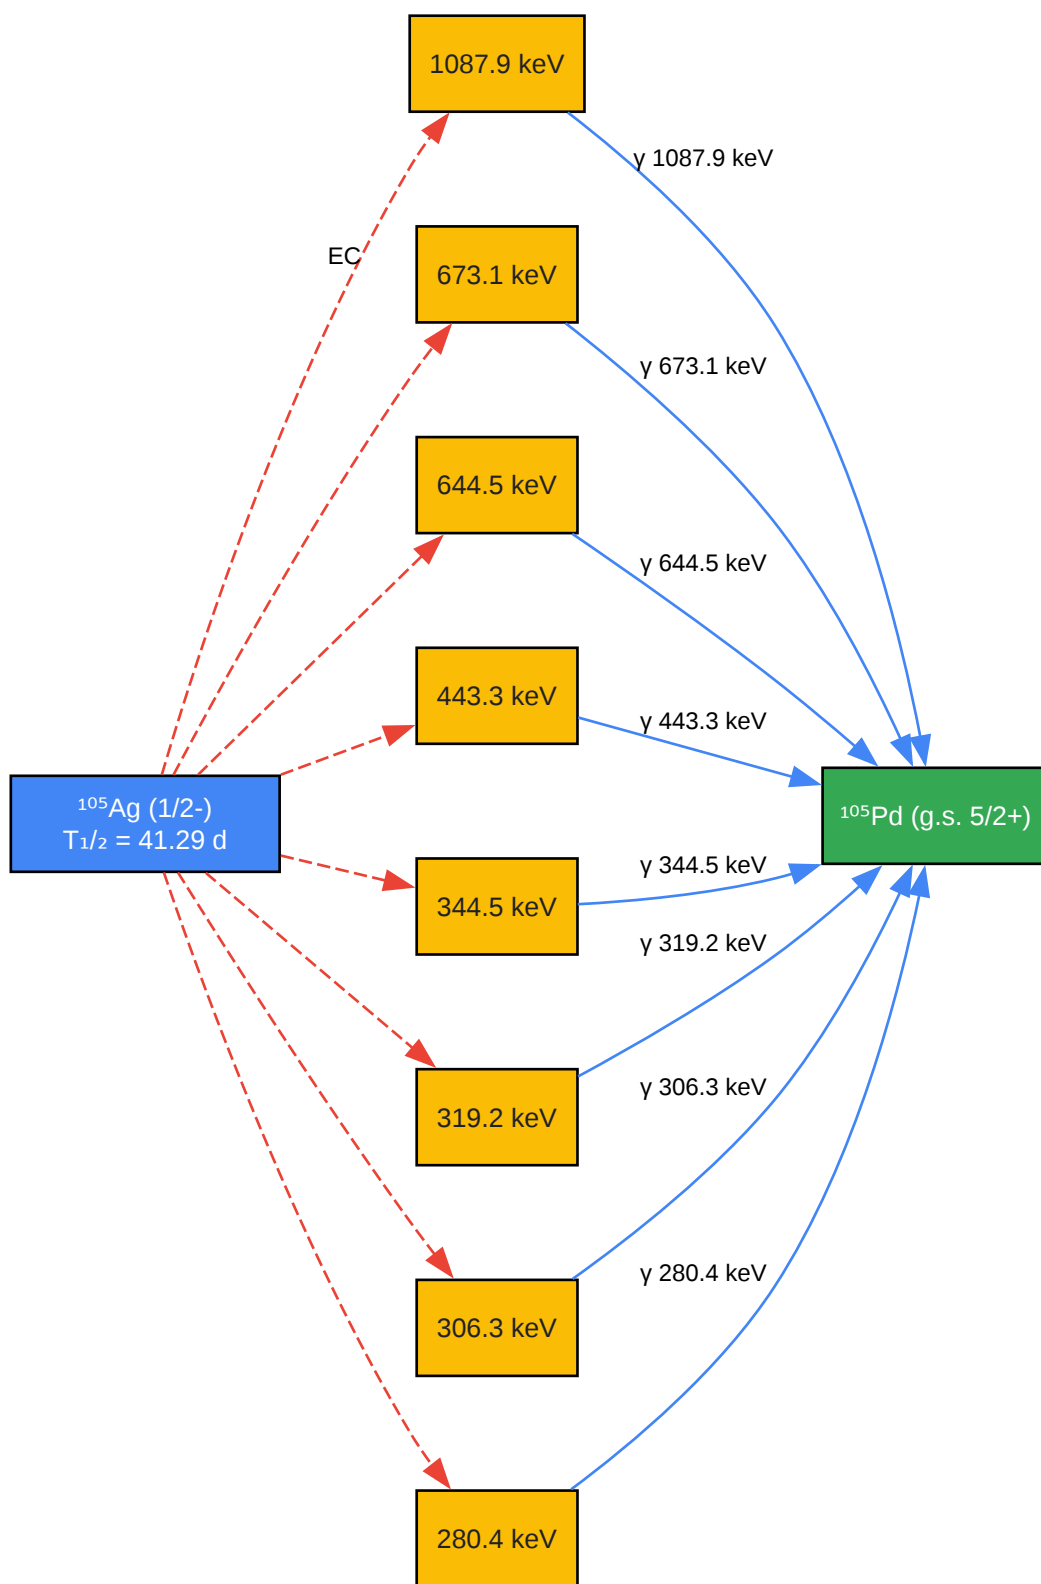 1087.9 keV
γ 1087.9 keV
EC
673.1 keV
γ 673.1 keV
644.5 keV
γ 644.5 keV
443.3 keV
γ 443.3 keV
¹⁰⁵Ag (1/2-)
T₁/₂ = 41.29 d
¹⁰⁵Pd (g.s. 5/2+)
γ 344.5 keV
344.5 keV
γ 319.2 keV
319.2 keV
γ 306.3 keV
306.3 keV
γ 280.4 keV
280.4 keV